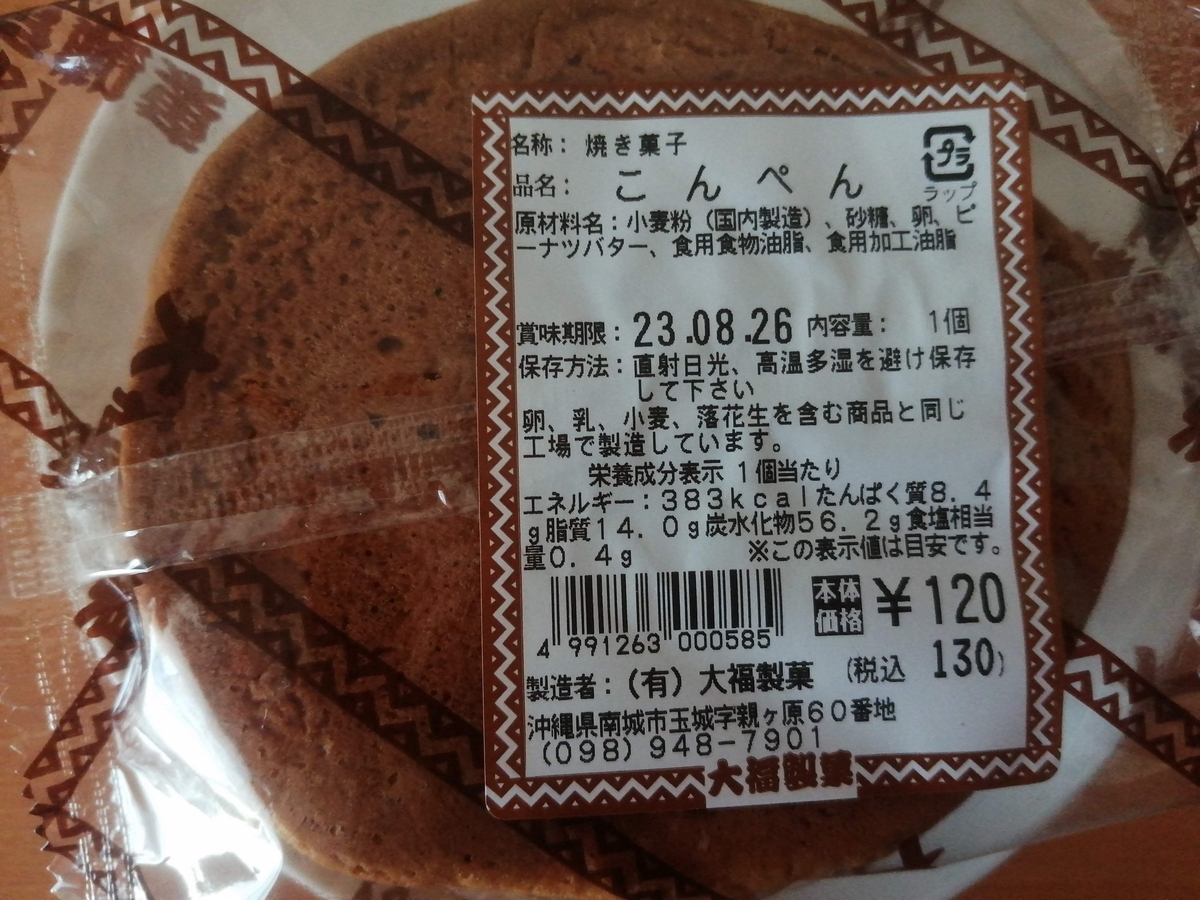 名称：焼き菓子
品名：こんぺん
プラ
ラップ
原材料名：小麦粉（国内製造）、砂糖、卵、ピ
ーナツバター、食用食物油脂、食用加工油脂
賞味期限：23.08.26 内容量：1個
保存方法：直射日光、高温多湿を避け保存
して下さい
卵、乳、小麦、落花生を含む商品と同じ
工場で製造しています。
栄養成分表示 1個当たり
エネルギー：383kcalたんぱく質8.4
g脂質14.0g炭水化物56.2g食塩相当
量0.4g ※この表示値は目安です。
本体
価格 ¥120
4 991263 000585
(税込 130)
製造者：（有）大福製菓
沖縄県南城市玉城字親ヶ原60番地
(098)948-7901
大福製菓